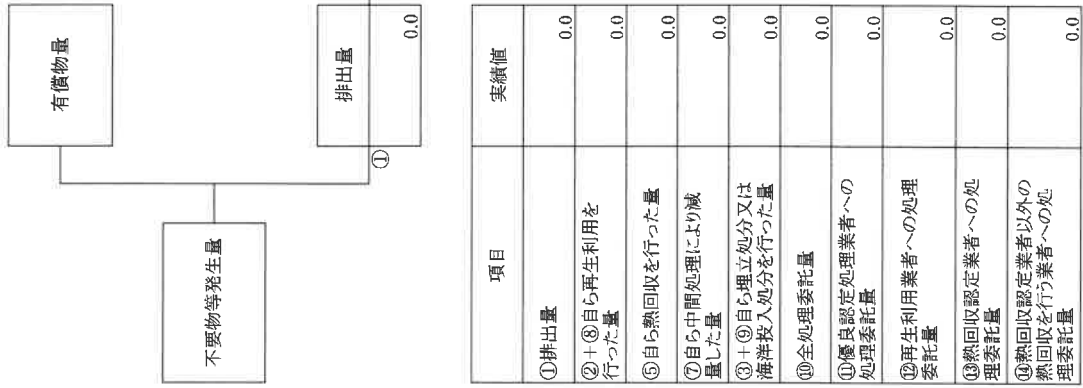 有償物量
不要物等発生量
排出量
①
0.0
項目
実績値
①排出量
0.0
②+⑧自ら再生利用を
行った量
0.0
⑤自ら熱回収を行った量
0.0
⑦自ら中間処理により減
量した量
0.0
③+⑨自ら埋立処分又は
海洋投入処分を行った量
0.0
⑩全処理委託量
0.0
⑪優良認定処理業者への
処理委託量
0.0
⑫再生利用業者への処理
委託量
0.0
⑬熱回収認定業者への処
理委託量
0.0
⑭熱回収認定業者以外の
熱回収を行う業者への処
理委託量
0.0